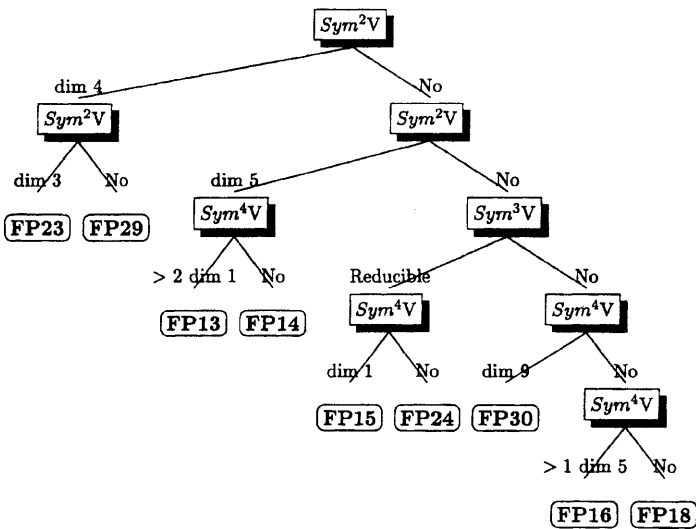 Sym²V
dim 4 No
Sym²V Sym²V
dim 3 No dim 5 No
FP23 FP29 Sym⁴V Sym³V
> 2 dim 1 No Reducible No
FP13 FP14 Sym⁴V Sym⁴V
dim 1 No dim 9 No
FP15 FP24 FP30 Sym⁴V
> 1 dim 5 No
FP16 FP18